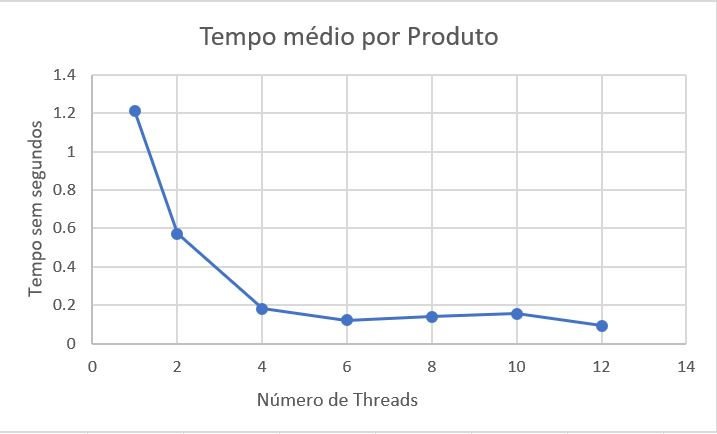 Tempo médio por Produto
Tempo sem segundos
1.4
1.2
1
0.8
0.6
0.4
0.2
0
0 2 4 6 8 10 12 14
Número de Threads